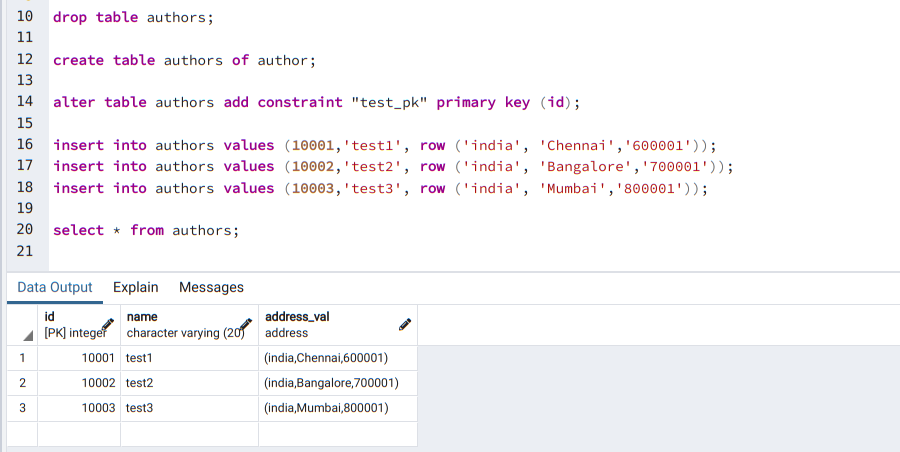 10 drop table authors;
11
12 create table authors of author;
13
14 alter table authors add constraint "test_pk" primary key (id);
15
16 insert into authors values (10001,'test1', row ('india', 'Chennai','600001'));
17 insert into authors values (10002,'test2', row ('india', 'Bangalore','700001'));
18 insert into authors values (10003,'test3', row ('india', 'Mumbai','800001'));
19
20 select * from authors;
21
Data Output Explain Messages
id name address_val
[PK] integer character varying (20) address
1 10001 test1 (india,Chennai,600001)
2 10002 test2 (india,Bangalore,700001)
3 10003 test3 (india,Mumbai,800001)